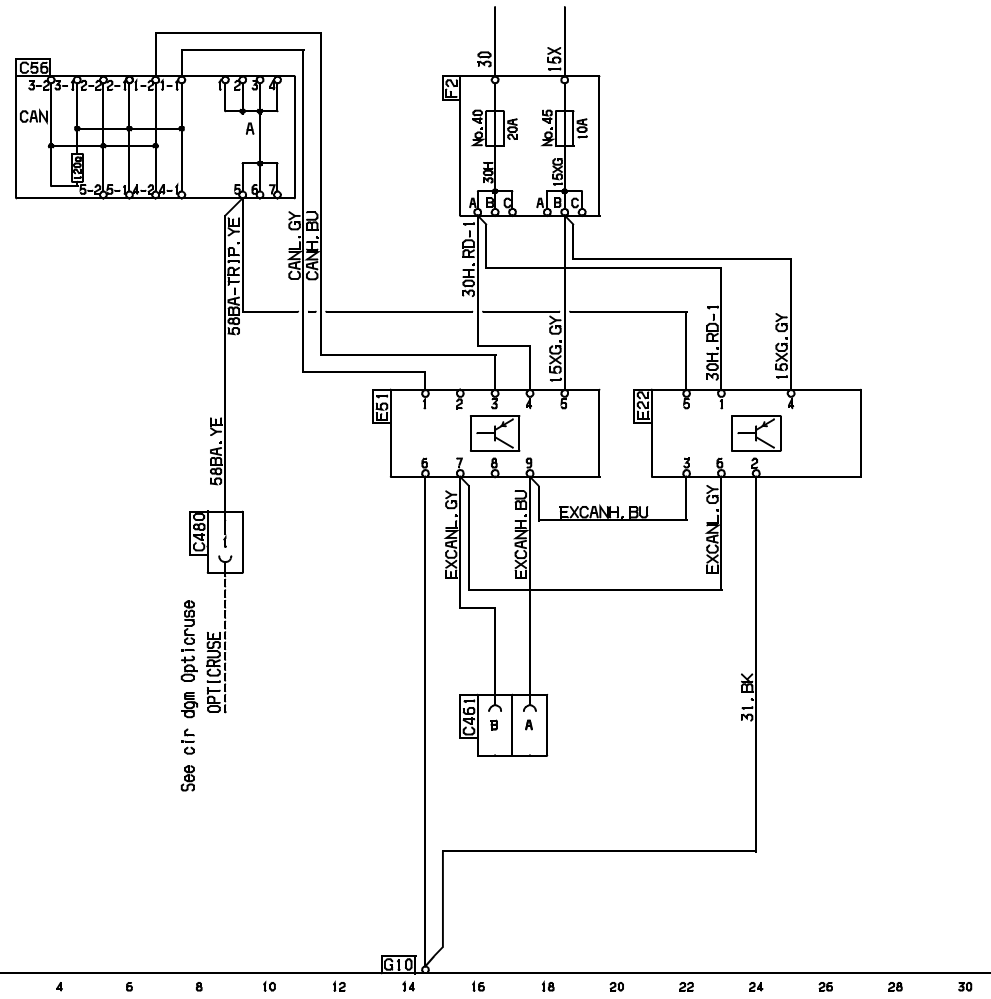 30
15X
C56
3-2 3-1 2-2 2-1 1-2 1-1 1 2 3 4
CAN
A
120Ω
5-2 5-1 4-2 4-1 5 6 7
F2
No.40
20A
No.45
10A
30H
15XG
A B C A B C
58BA-TRIP.YE
CANL.GY
CANH.BU
30H.RD-1
15XG.GY
30H.RD-1
15XG.GY
E51
1 2 3 4 5
6 7 8 9
E22
5 1 4
3 6 2
58BA.YE
EXCANL.GY
EXCANH.BU
EXCANH.BU
EXCANL.GY
C480
1
See cir dgm Opticruse
OPTICRUSE
C461
B A
31.BK
G10
4 6 8 10 12 14 16 18 20 22 24 26 28 30